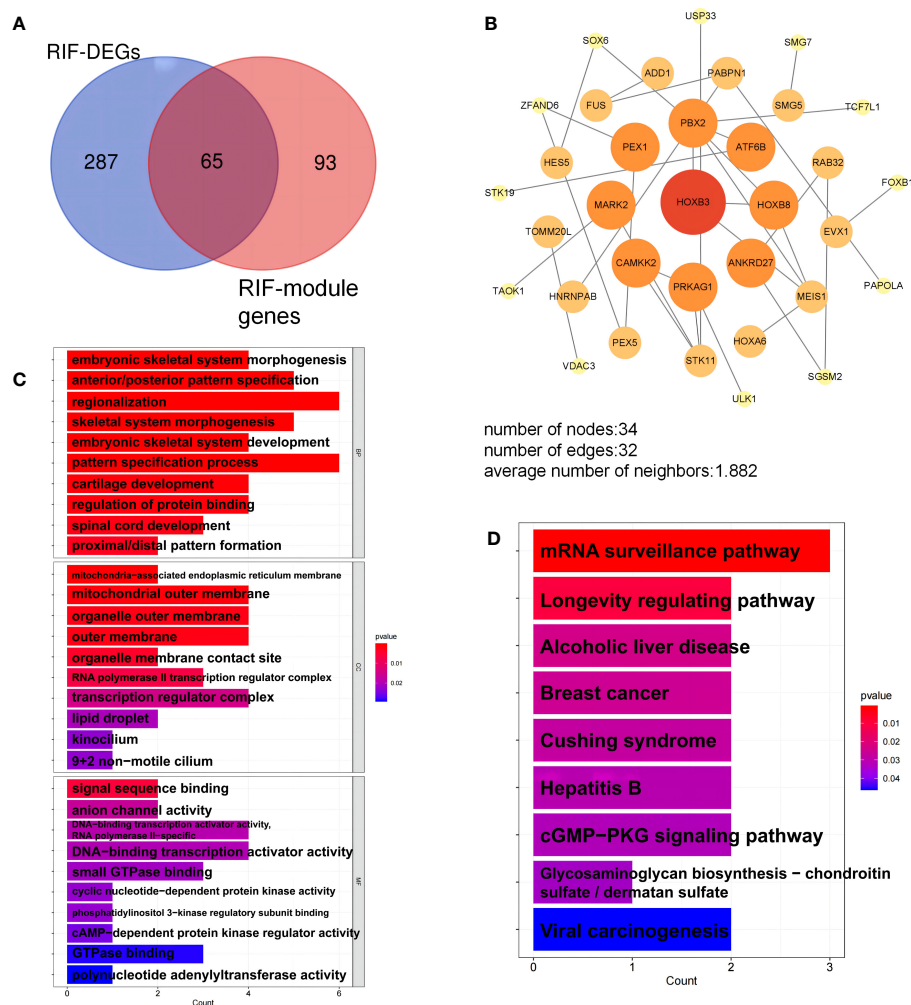 A
RIF-DEGs
287
65
93
RIF-module
genes
B
USP33
SOX6
SMG7
ADD1
PABPN1
ZFAND6
FUS
SMG5
TCF7L1
PBX2
PEX1
ATF6B
HES5
RAB32
FOXB1
STK19
MARK2
HOXB3
HOXB8
TOMM20L
EVX1
CAMKK2
ANKRD27
TAOK1
HNRNPAB
PRKAG1
MEIS1
PAPOLA
PEX5
HOXA6
VDAC3
STK11
SGSM2
ULK1
number of nodes:34
number of edges:32
average number of neighbors:1.882
C
embryonic skeletal system morphogenesis
anterior/posterior pattern specification
regionalization
skeletal system morphogenesis
embryonic skeletal system development
pattern specification process
cartilage development
regulation of protein binding
spinal cord development
proximal/distal pattern formation
BP
mitochondria−associated endoplasmic reticulum membrane
mitochondrial outer membrane
organelle outer membrane
outer membrane
organelle membrane contact site
RNA polymerase II transcription regulator complex
transcription regulator complex
lipid droplet
kinocilium
9+2 non−motile cilium
CC
signal sequence binding
anion channel activity
DNA−binding transcription activator activity,
RNA polymerase II−specific
DNA−binding transcription activator activity
small GTPase binding
cyclic nucleotide−dependent protein kinase activity
phosphatidylinositol 3−kinase regulatory subunit binding
cAMP−dependent protein kinase regulator activity
GTPase binding
polynucleotide adenylyltransferase activity
MF
0 2 4 6
Count
pvalue
0.01
0.02
D
mRNA surveillance pathway
Longevity regulating pathway
Alcoholic liver disease
Breast cancer
Cushing syndrome
Hepatitis B
cGMP−PKG signaling pathway
Glycosaminoglycan biosynthesis − chondroitin
sulfate / dermatan sulfate
Viral carcinogenesis
0 1 2 3
Count
pvalue
0.01
0.02
0.03
0.04